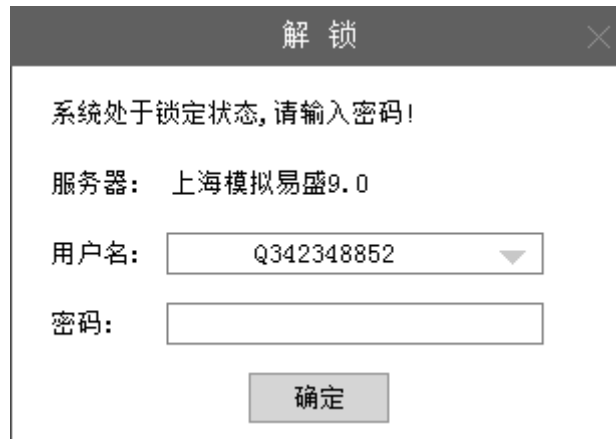 解 锁
系统处于锁定状态,请输入密码!
服务器: 上海模拟易盛9.0
用户名: Q342348852
密码:
确定